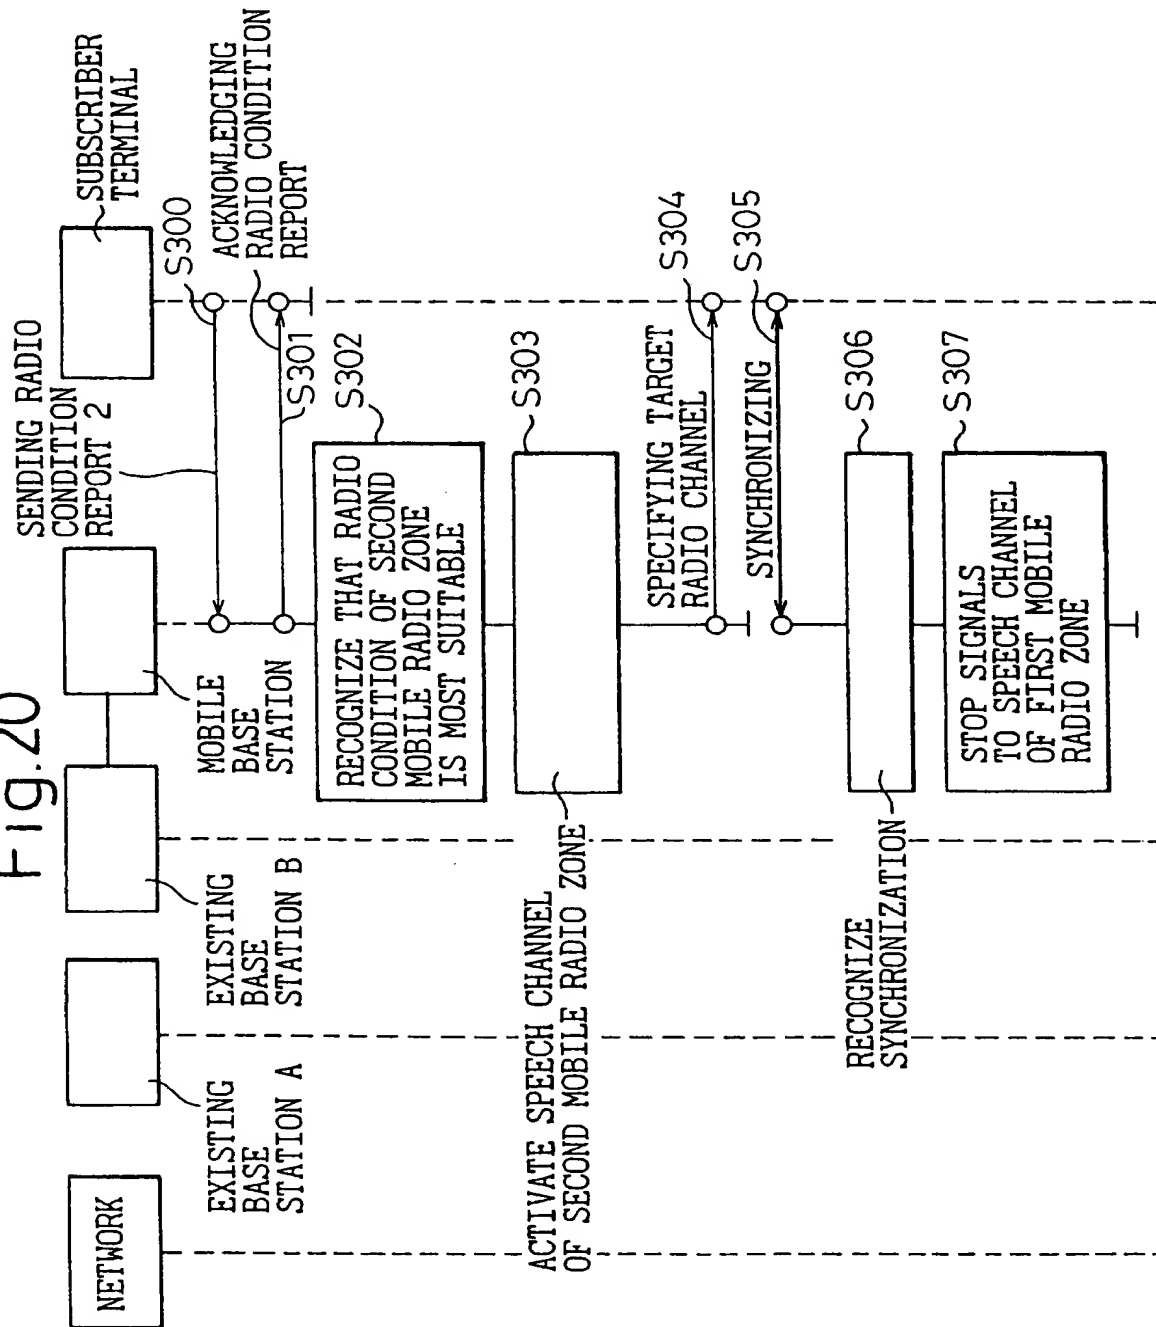 Fig.20
NETWORK
EXISTING
BASE
STATION A
EXISTING
BASE
STATION B
MOBILE
BASE
STATION
SUBSCRIBER
TERMINAL
SENDING RADIO
CONDITION
REPORT 2
S300
ACKNOWLEDGING
RADIO CONDITION
REPORT
S301
RECOGNIZE THAT RADIO
CONDITION OF SECOND
MOBILE RADIO ZONE
IS MOST SUITABLE
S302
ACTIVATE SPEECH CHANNEL
OF SECOND MOBILE RADIO ZONE
S303
SPECIFYING TARGET
RADIO CHANNEL
S304
SYNCHRONIZING
S305
RECOGNIZE
SYNCHRONIZATION
S306
STOP SIGNALS
TO SPEECH CHANNEL
OF FIRST MOBILE
RADIO ZONE
S307